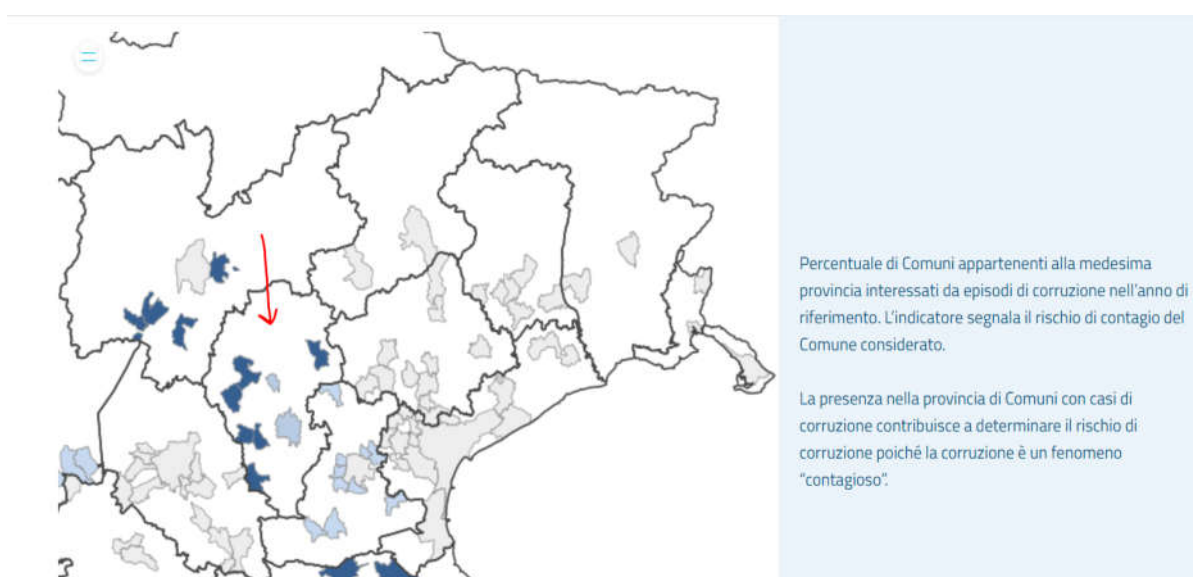 Percentuale di Comuni appartenenti alla medesima
provincia interessati da episodi di corruzione nell'anno di
riferimento. L'indicatore segnala il rischio di contagio del
Comune considerato.
La presenza nella provincia di Comuni con casi di
corruzione contribuisce a determinare il rischio di
corruzione poiché la corruzione è un fenomeno
“contagioso”.